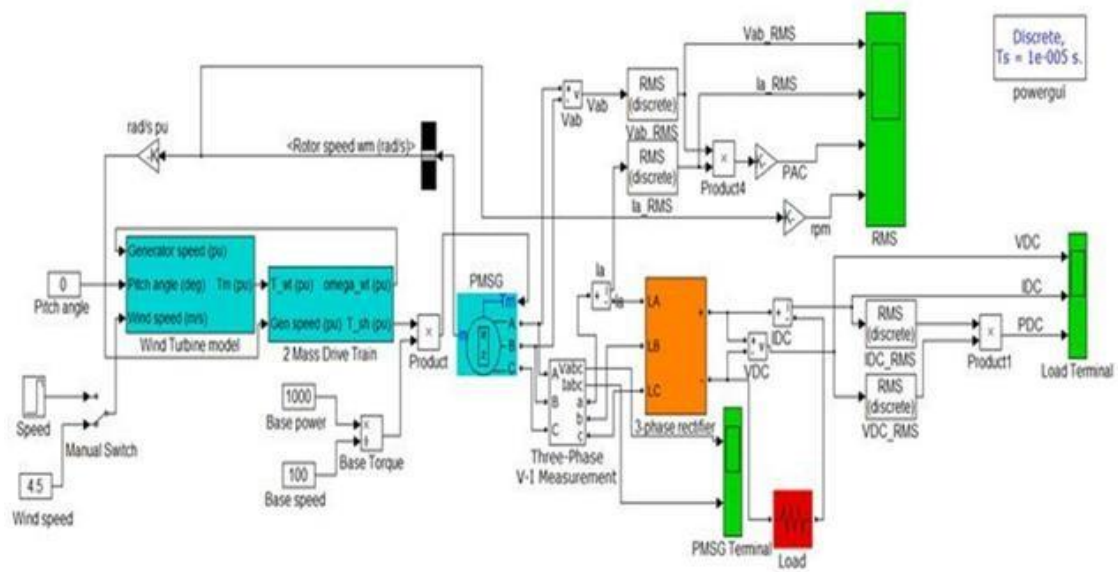 Discrete,
Ts = 1e-005 s.
powergui
Vab_RMS
Ia_RMS
RMS
(discrete)
Vab
Vab
Vab_RMS
RMS
(discrete)
Ia_RMS
Product4
PAC
rpm
RMS
rad/s pu
<Rotor speed wm (rad/s)>
Generator speed (pu)
Pitch angle (deg)
Tm (pu)
Wind speed (m/s)
Wind Turbine model
0
Pitch angle
T_wt (pu)
omega_wt (pu)
Gen speed (pu)
T_sh (pu)
2 Mass Drive Train
Product
PMSG
Tm
m
A
B
C
Ia
LA
LB
LC
+
-
3-phase rectifier
IDC
VDC
RMS
(discrete)
IDC_RMS
RMS
(discrete)
VDC_RMS
Product1
VDC
IDC
PDC
Load Terminal
Speed
Manual Switch
4.5
Wind speed
1000
Base power
100
Base speed
Base Torque
Vabc
Iabc
A
B
C
a
b
c
Three-Phase
V-I Measurement
PMSG Terminal
Load